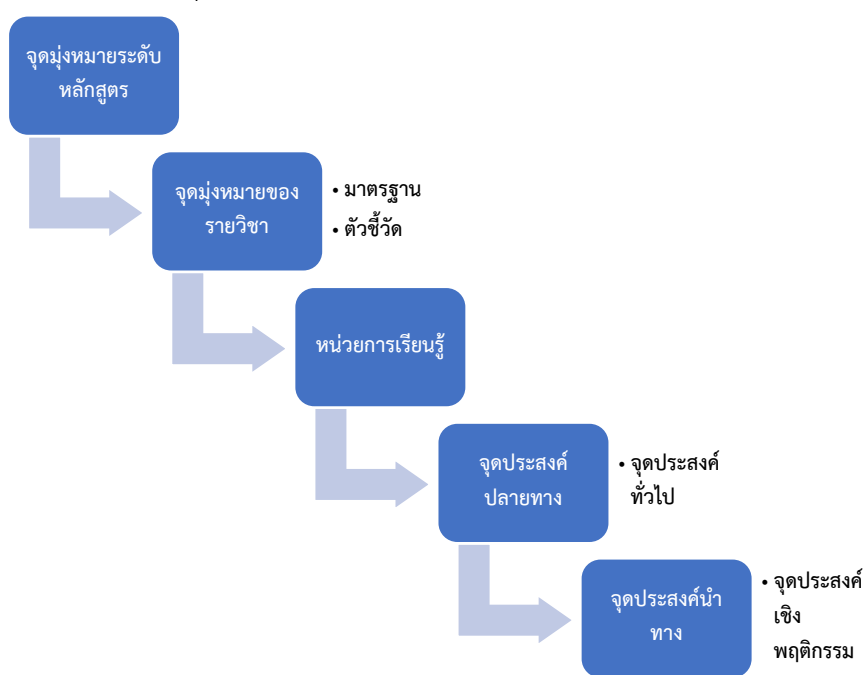 จุดมุ่งหมายระดับ
หลักสูตร
จุดมุ่งหมายของ
รายวิชา
• มาตรฐาน
• ตัวชี้วัด
หน่วยการเรียนรู้
จุดประสงค์
ปลายทาง
• จุดประสงค์
ทั่วไป
จุดประสงค์นำ
ทาง
• จุดประสงค์
เชิง
พฤติกรรม